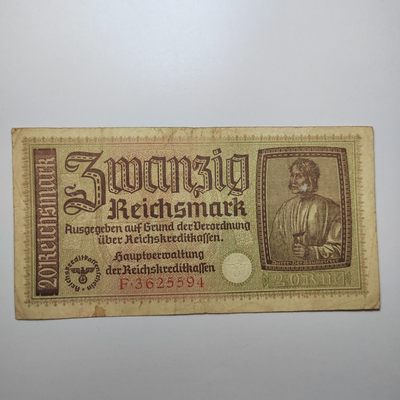 20 Reichsmark
Zwanzig
Reichsmark
Ausgegeben auf Grund der Verordnung
über Reichskreditkassen.
Hauptverwaltung
der Reichskreditkassen
F·3625594